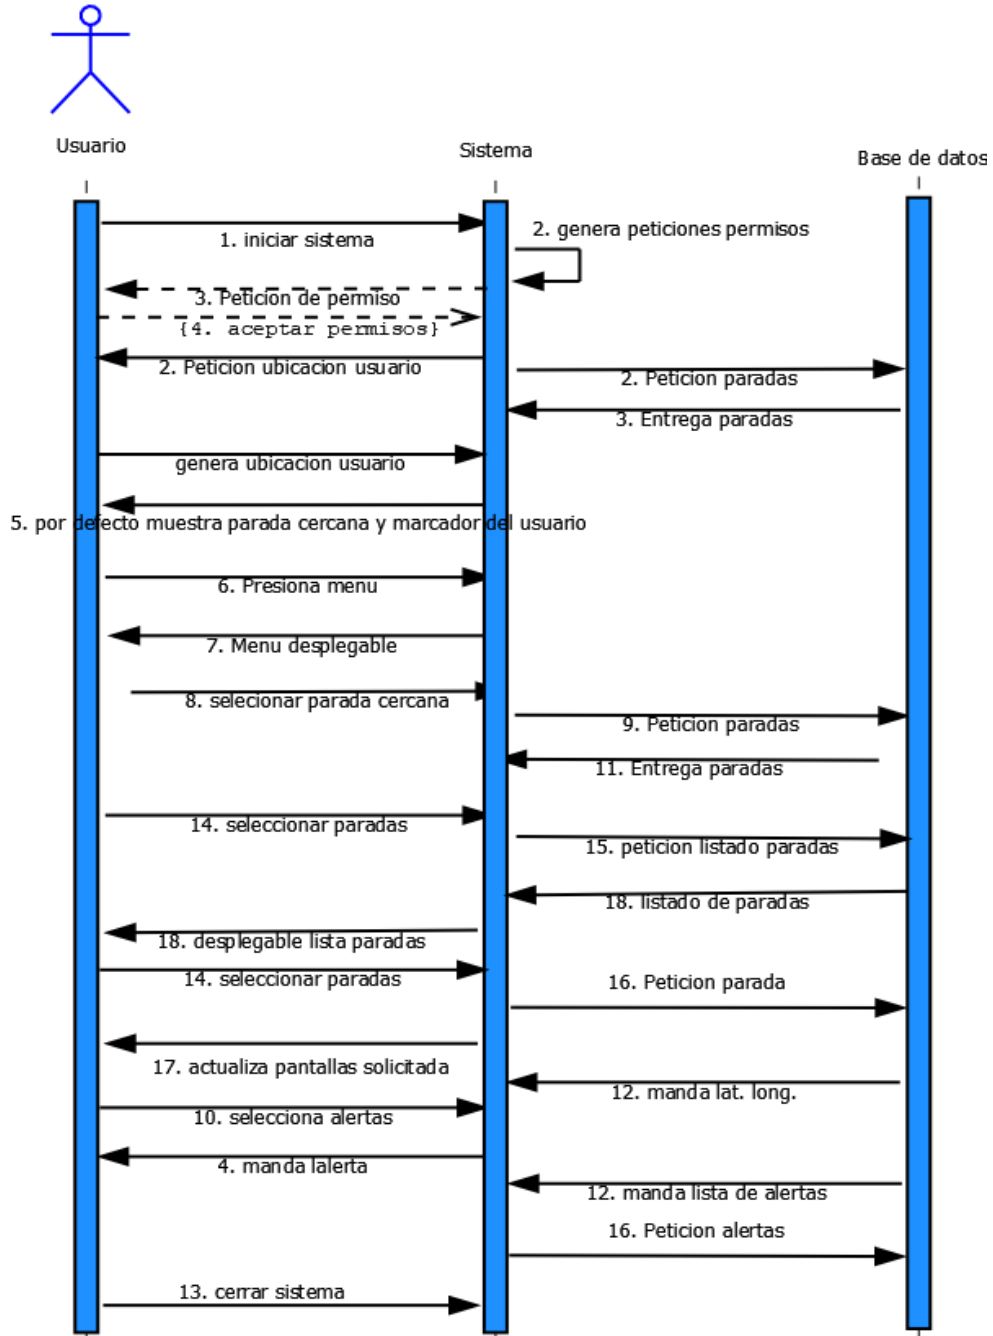 Usuario
Sistema
Base de datos
1. iniciar sistema
2. genera peticiones permisos
3. Peticion de permiso
{4. aceptar permisos}
2. Peticion ubicacion usuario
2. Peticion paradas
3. Entrega paradas
genera ubicacion usuario
5. por defecto muestra parada cercana y marcador del usuario
6. Presiona menu
7. Menu desplegable
8. selecionar parada cercana
9. Peticion paradas
11. Entrega paradas
14. seleccionar paradas
15. peticion listado paradas
18. listado de paradas
18. desplegable lista paradas
14. seleccionar paradas
16. Peticion parada
17. actualiza pantallas solicitada
12. manda lat. long.
10. selecciona alertas
4. manda lalerta
12. manda lista de alertas
16. Peticion alertas
13. cerrar sistema